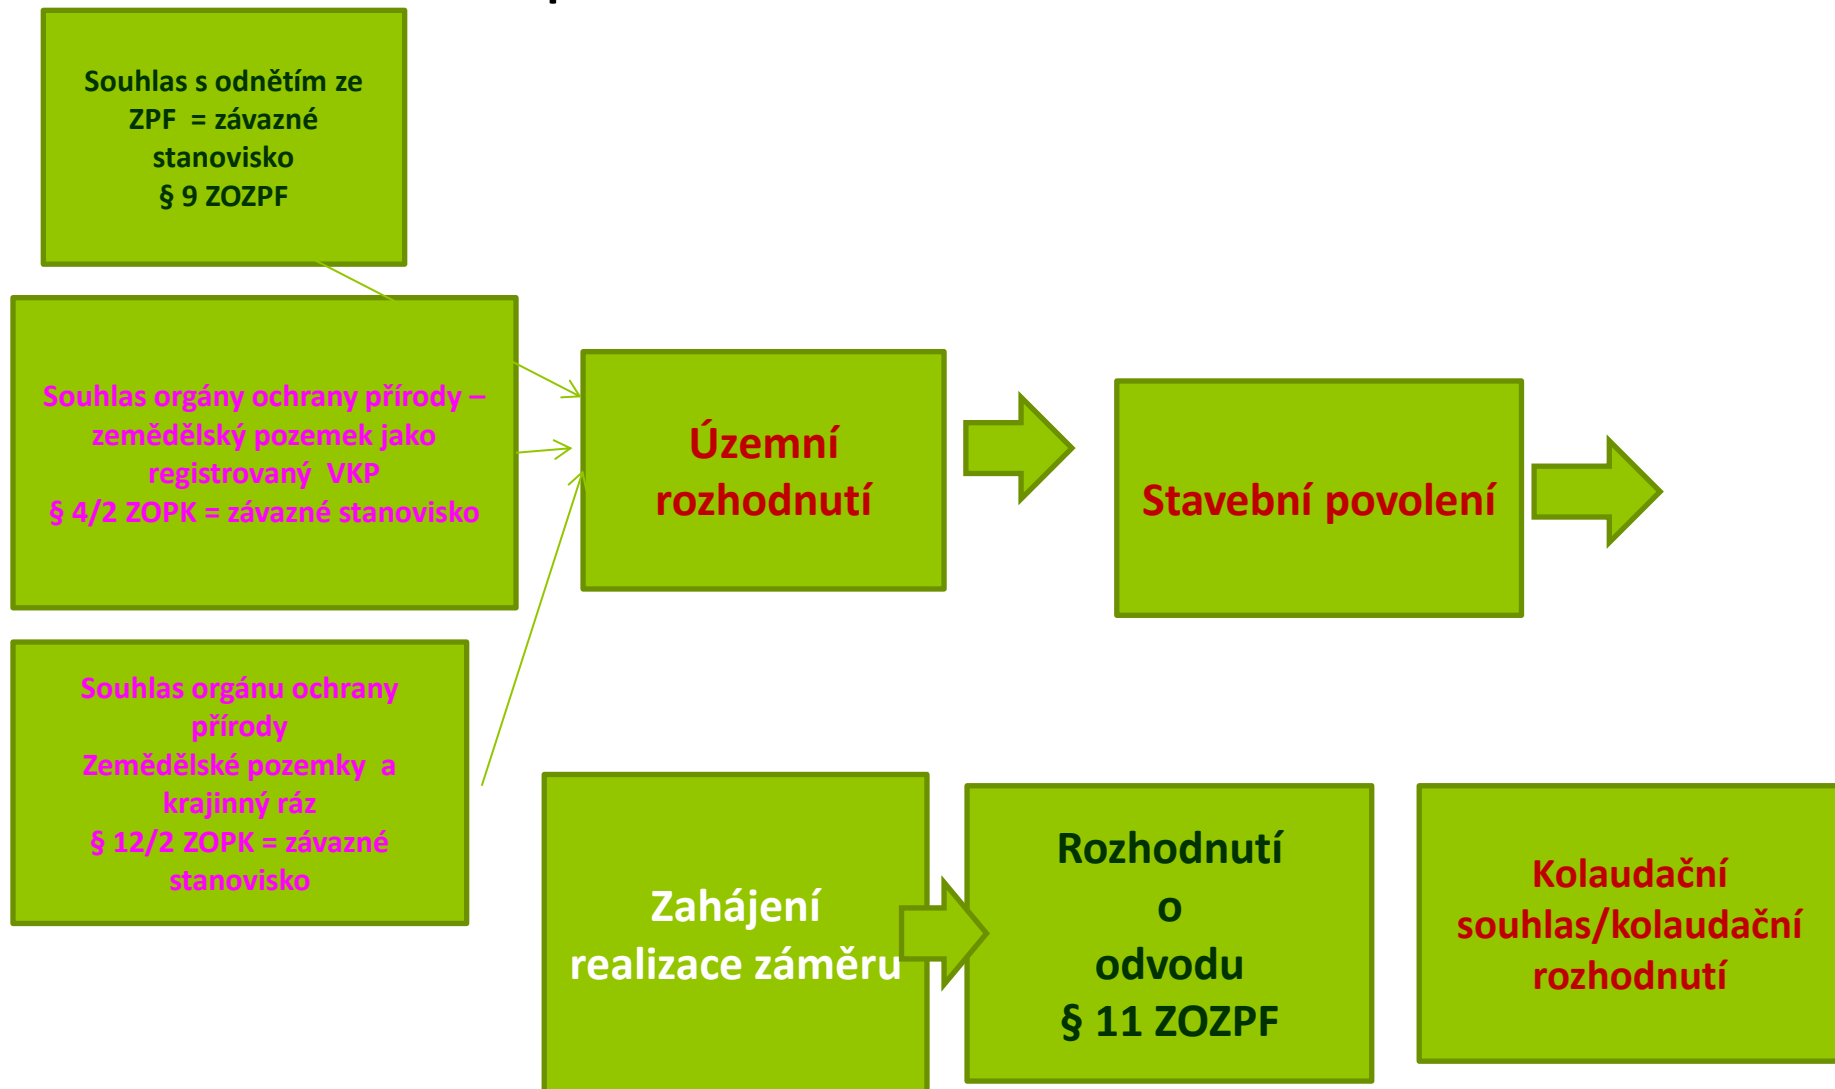 Souhlas s odnětím ze
ZPF = závazné
stanovisko
§ 9 ZOZPF
Souhlas orgány ochrany přírody –
zemědělský pozemek jako
registrovaný VKP
§ 4/2 ZOPK = závazné stanovisko
Souhlas orgánu ochrany
přírody
Zemědělské pozemky a
krajinný ráz
§ 12/2 ZOPK = závazné
stanovisko
Územní
rozhodnutí
Stavební povolení
Zahájení
realizace záměru
Rozhodnutí
o
odvodu
§ 11 ZOZPF
Kolaudační
souhlas/kolaudační
rozhodnutí